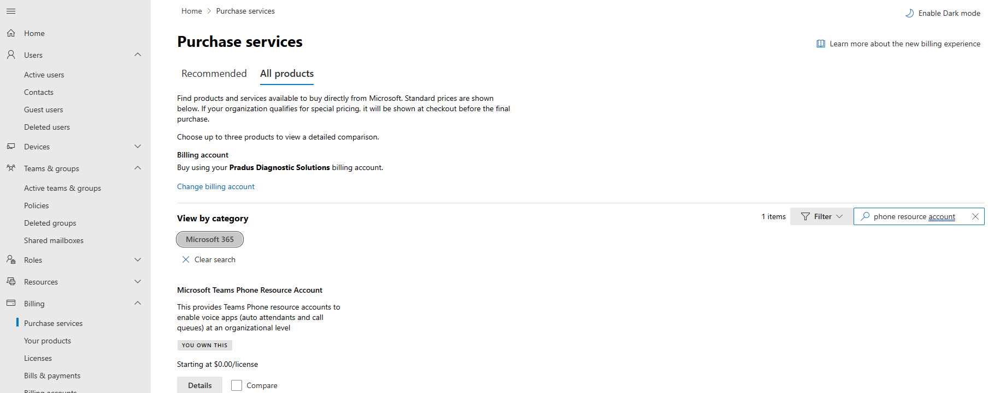 Home
Users
Active users
Contacts
Guest users
Deleted users
Devices
Teams & groups
Active teams & groups
Policies
Deleted groups
Shared mailboxes
Roles
Resources
Billing
Purchase services
Your products
Licenses
Bills & payments
Billing accounts
Home > Purchase services
Enable Dark mode
Purchase services
Learn more about the new billing experience
Recommended All products
Find products and services available to buy directly from Microsoft. Standard prices are shown
below. If your organization qualifies for special pricing, it will be shown at checkout before the final
purchase.
Choose up to three products to view a detailed comparison.
Billing account
Buy using your Pradus Diagnostic Solutions billing account.
Change billing account
View by category
1 items Filter phone resource account
Microsoft 365
Clear search
Microsoft Teams Phone Resource Account
This provides Teams Phone resource accounts to
enable voice apps (auto attendants and call
queues) at an organizational level
YOU OWN THIS
Starting at $0.00/license
Details Compare